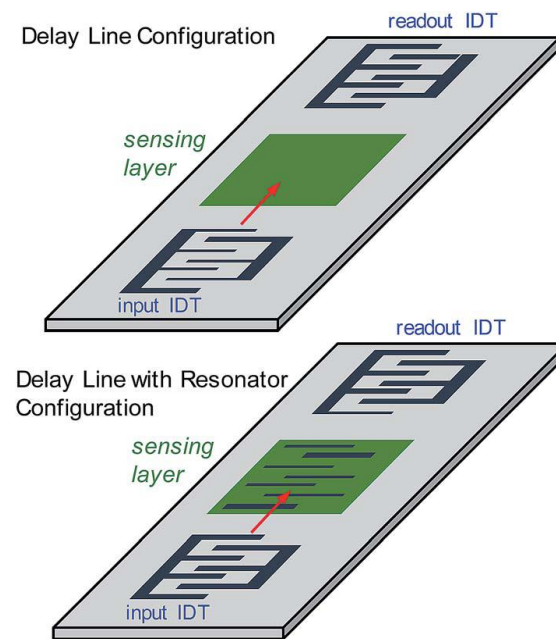 readout IDT
Delay Line Configuration
sensing
layer
input IDT
readout IDT
Delay Line with Resonator
Configuration
sensing
layer
input IDT